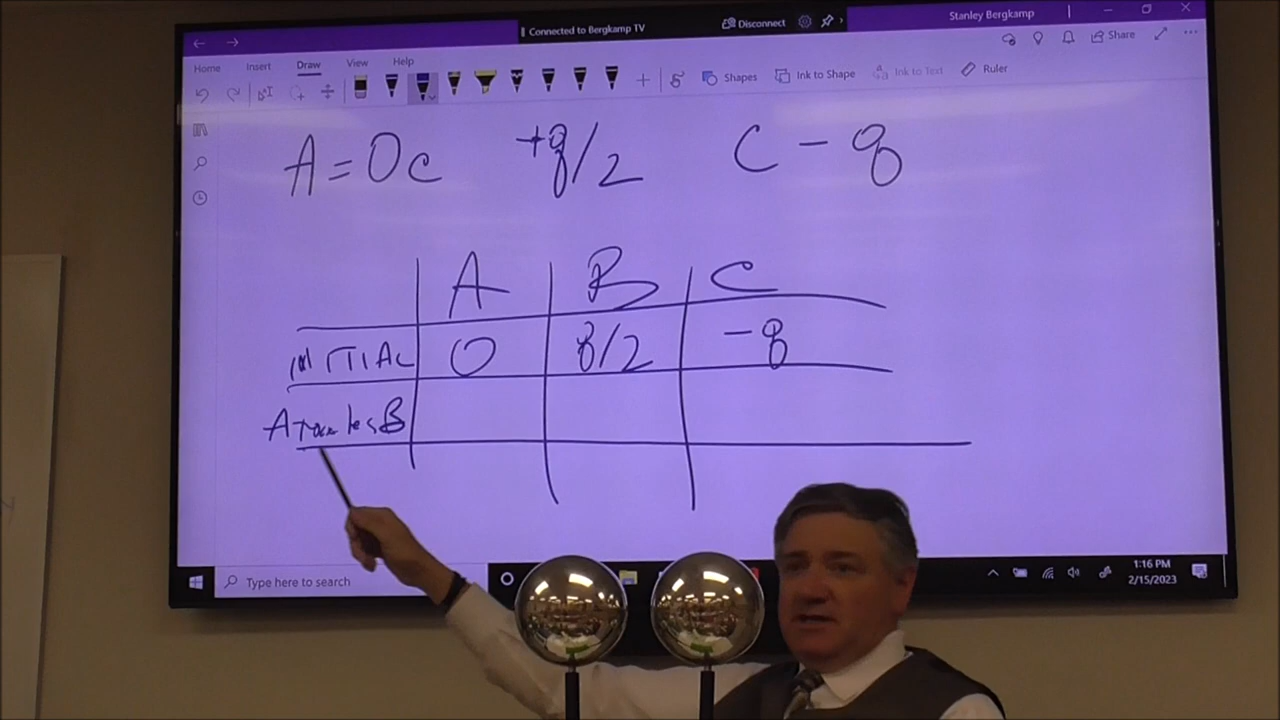 Connected to Bergkamp TV Disconnect Stanley Bergkamp
Home Insert Draw View Help Share
Shapes Ink to Shape Ink to Text Ruler
A = 0c +q/2 C - q
A B C
INITIAL 0 q/2 -q
A touches B
Type here to search
1:16 PM
2/15/2023